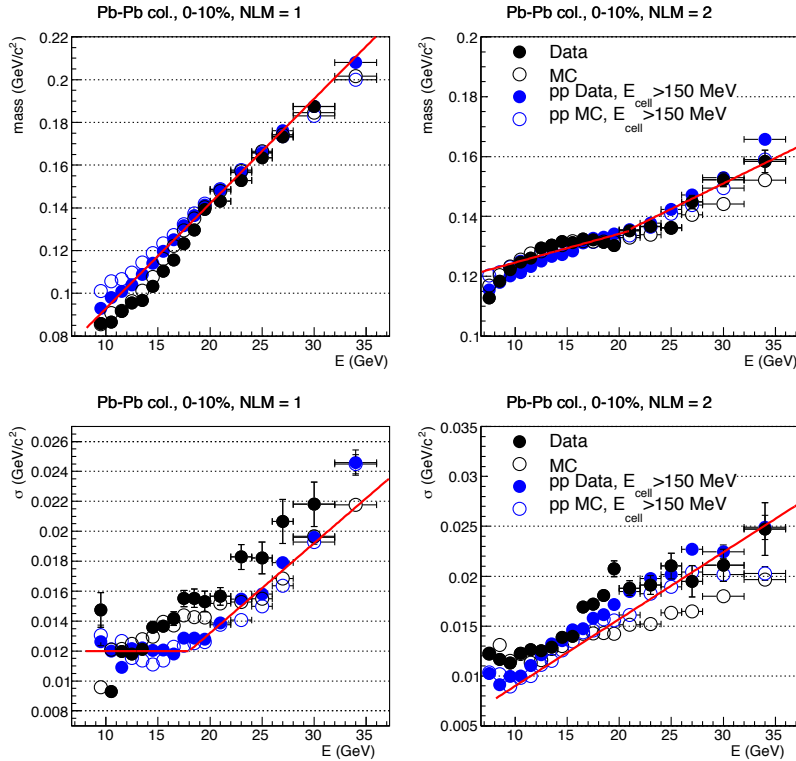 Pb-Pb col., 0-10%, NLM = 1
mass (GeV/c²)
0.22
0.2
0.18
0.16
0.14
0.12
0.1
0.08
10 15 20 25 30 35
E (GeV)
Pb-Pb col., 0-10%, NLM = 2
mass (GeV/c²)
0.2
0.18
0.16
0.14
0.12
0.1
Data
MC
pp Data, E_cell>150 MeV
pp MC, E_cell>150 MeV
10 15 20 25 30 35
E (GeV)
Pb-Pb col., 0-10%, NLM = 1
σ (GeV/c²)
0.026
0.024
0.022
0.02
0.018
0.016
0.014
0.012
0.01
0.008
10 15 20 25 30 35
E (GeV)
Pb-Pb col., 0-10%, NLM = 2
σ (GeV/c²)
0.035
0.03
0.025
0.02
0.015
0.01
0.005
Data
MC
pp Data, E_cell>150 MeV
pp MC, E_cell>150 MeV
10 15 20 25 30 35
E (GeV)